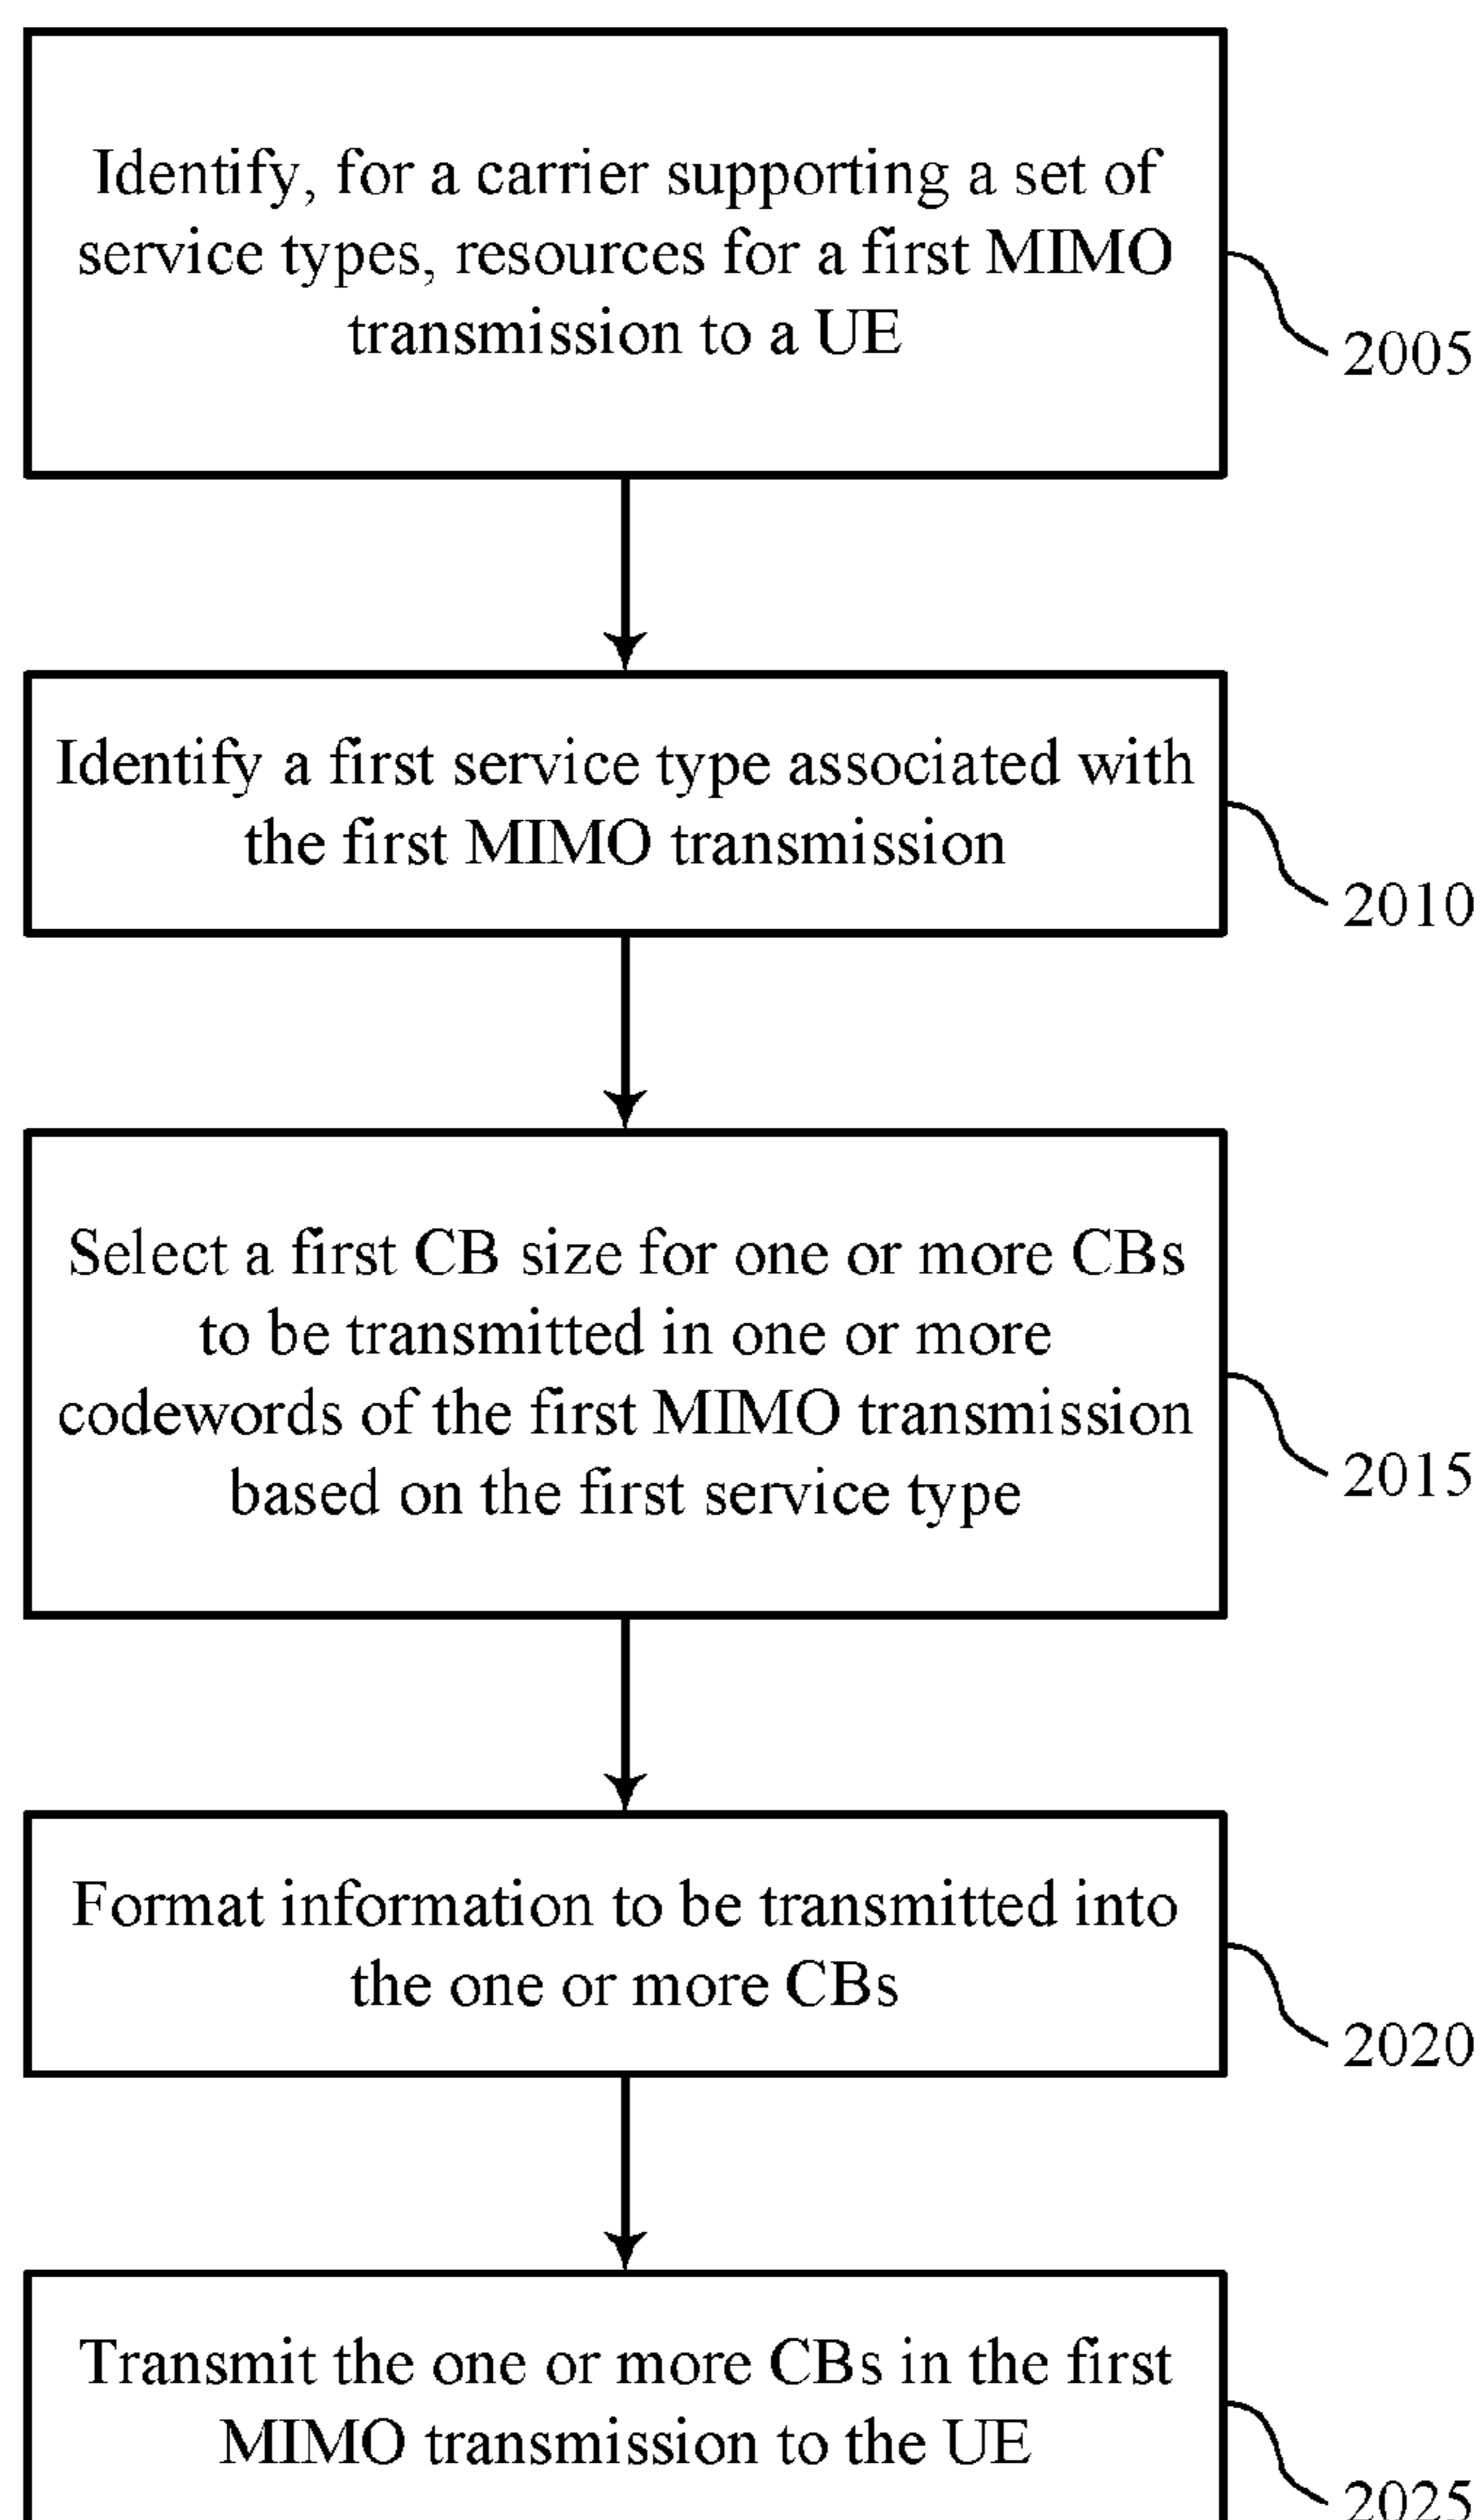 Identify, for a carrier supporting a set of
service types, resources for a first MIMO
transmission to a UE
2005
Identify a first service type associated with
the first MIMO transmission
2010
Select a first CB size for one or more CBs
to be transmitted in one or more
codewords of the first MIMO transmission
based on the first service type
2015
Format information to be transmitted into
the one or more CBs
2020
Transmit the one or more CBs in the first
MIMO transmission to the UE
2025